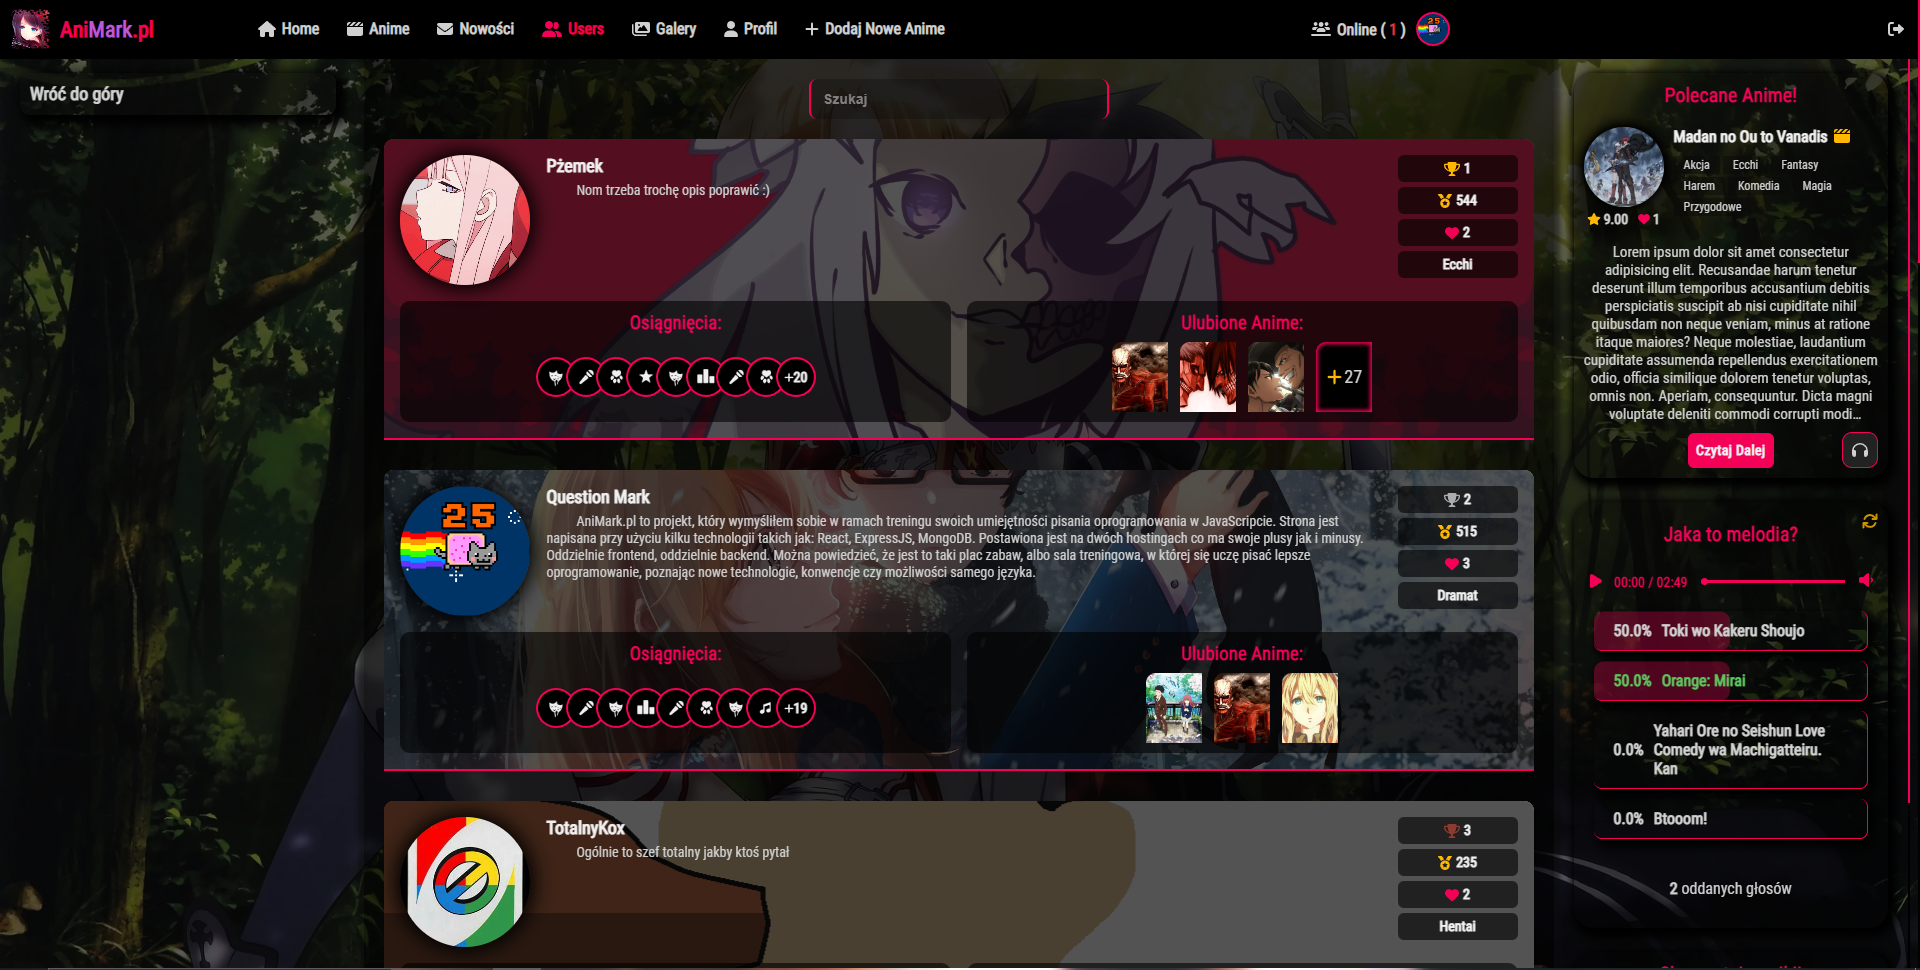 AniMark.pl
Home
Anime
Nowości
Users
Galery
Profil
Dodaj Nowe Anime
Online ( 1 )
25
Wróć do góry
Szukaj
Pżemek
Nom trzeba trochę opis poprawić :)
1
544
2
Ecchi
Osiągnięcia:
+20
Ulubione Anime:
+27
25
Question Mark
AniMark.pl to projekt, który wymyśliłem sobie w ramach treningu swoich umiejętności pisania oprogramowania w JavaScripcie. Strona jest
napisana przy użyciu kilku technologii takich jak: React, ExpressJS, MongoDB. Postawiona jest na dwóch hostingach co ma swoje plusy jak i minusy.
Oddzielnie frontend, oddzielnie backend. Można powiedzieć, że jest to taki plac zabaw, albo sala treningowa, w której się uczę pisać lepsze
oprogramowanie, poznając nowe technologie, konwencje czy możliwości samego języka.
2
515
3
Dramat
Osiągnięcia:
+19
Ulubione Anime:
TotalnyKox
Ogólnie to szef totalny jakby ktoś pytał
3
235
2
Hentai
Polecane Anime!
Madan no Ou to Vanadis
Akcja Ecchi Fantasy
Harem Komedia Magia
Przygodowe
9.00 1
Lorem ipsum dolor sit amet consectetur
adipisicing elit. Recusandae harum tenetur
deserunt illum temporibus accusantium debitis
perspiciatis suscipit ab nisi cupiditate nihil
quibusdam non neque veniam, minus at ratione
itaque maiores? Neque molestiae, laudantium
cupiditate assumenda repellendus exercitationem
odio, officia similique dolorem tenetur voluptas,
omnis non. Aperiam, consequuntur. Dicta magni
voluptate deleniti commodi corrupti modi...
Czytaj Dalej
Jaka to melodia?
00:00 / 02:49
50.0% Toki wo Kakeru Shoujo
50.0% Orange: Mirai
0.0% Yahari Ore no Seishun Love
Comedy wa Machigatteiru.
Kan
0.0% Btooom!
2 oddanych głosów